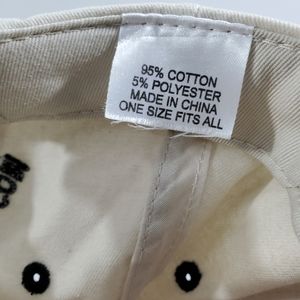 95% COTTON
5% POLYESTER
MADE IN CHINA
ONE SIZE FITS ALL